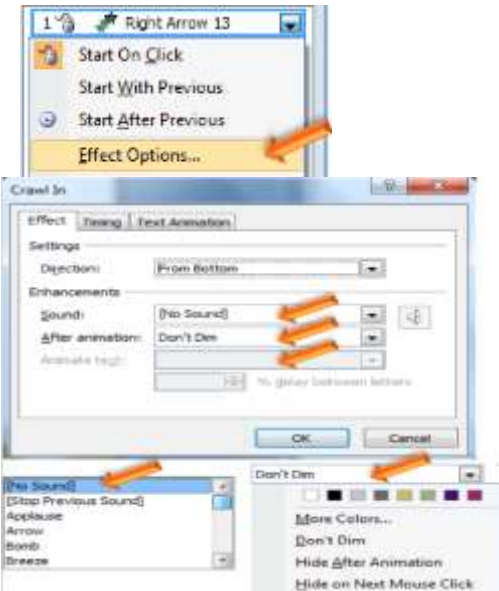 1 Right Arrow 13
Start On Click
Start With Previous
Start After Previous
Effect Options...
Crawl In
Effect Timing Text Animation
Settings
Direction: From Bottom
Enhancements
Sound: [No Sound]
After animation: Don't Dim
Animate text:
% delay between letters
OK Cancel
[No Sound]
[Stop Previous Sound]
Applause
Arrow
Bomb
Breeze
Don't Dim
More Colors...
Don't Dim
Hide After Animation
Hide on Next Mouse Click